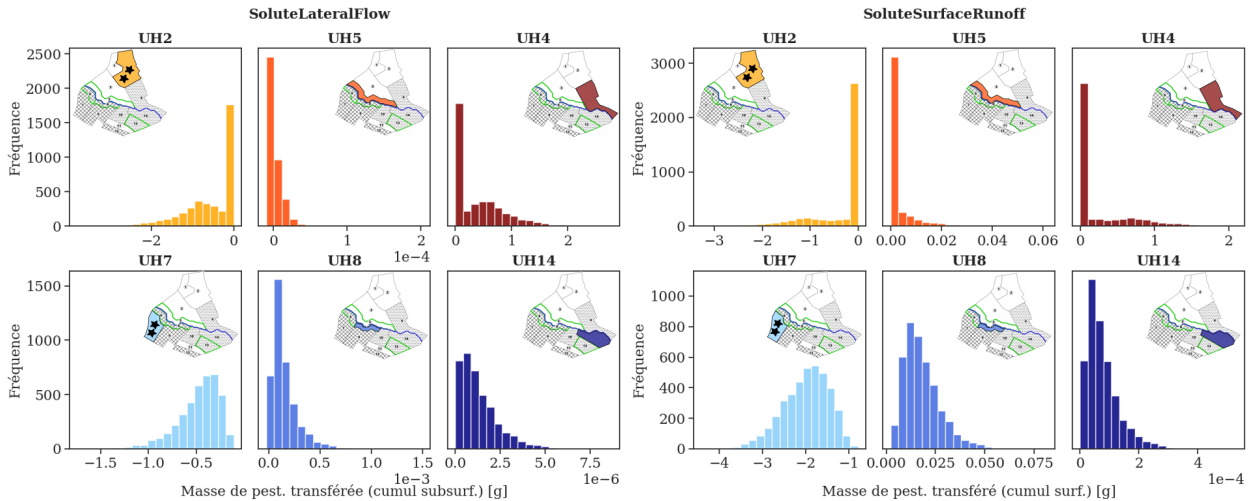 SoluteLateralFlow
SoluteSurfaceRunoff
UH2
UH5
UH4
UH2
UH5
UH4
Fréquence
2500
2000
1500
1000
500
0
−2
0
0
1
2
1e−4
0
1
2
Fréquence
3000
2000
1000
0
−3
−2
−1
0
0.00
0.02
0.04
0.06
0
1
2
UH7
UH8
UH14
UH7
UH8
UH14
Fréquence
1500
1000
500
0
−1.5
−1.0
−0.5
0.0
0.5
1.0
1.5
1e−3
0.0
2.5
5.0
7.5
1e−6
Fréquence
1000
800
600
400
200
0
−4
−3
−2
−1
0.000
0.025
0.050
0.075
0
2
4
1e−4
Masse de pest. transférée (cumul subsurf.) [g]
Masse de pest. transférée (cumul surf.) [g]